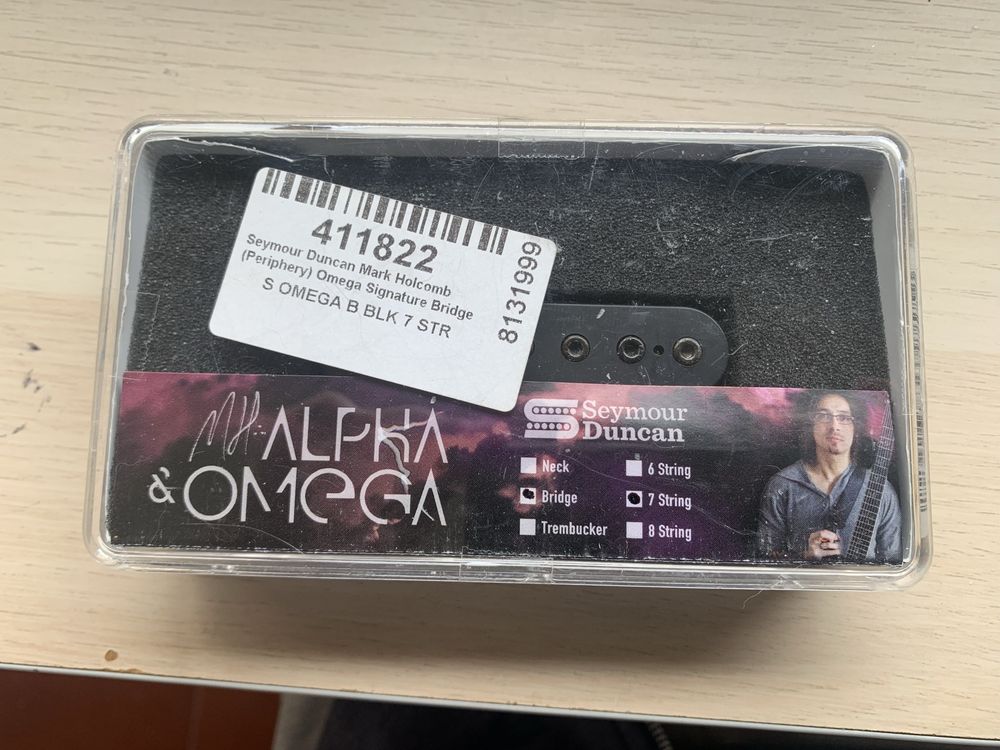 411822
Seymour Duncan Mark Holcomb
(Periphery) Omega Signature Bridge
S OMEGA B BLK 7 STR
8131999
MH
ALPHA
& OMEGA
Seymour
Duncan
Neck
Bridge
Trembucker
6 String
7 String
8 String